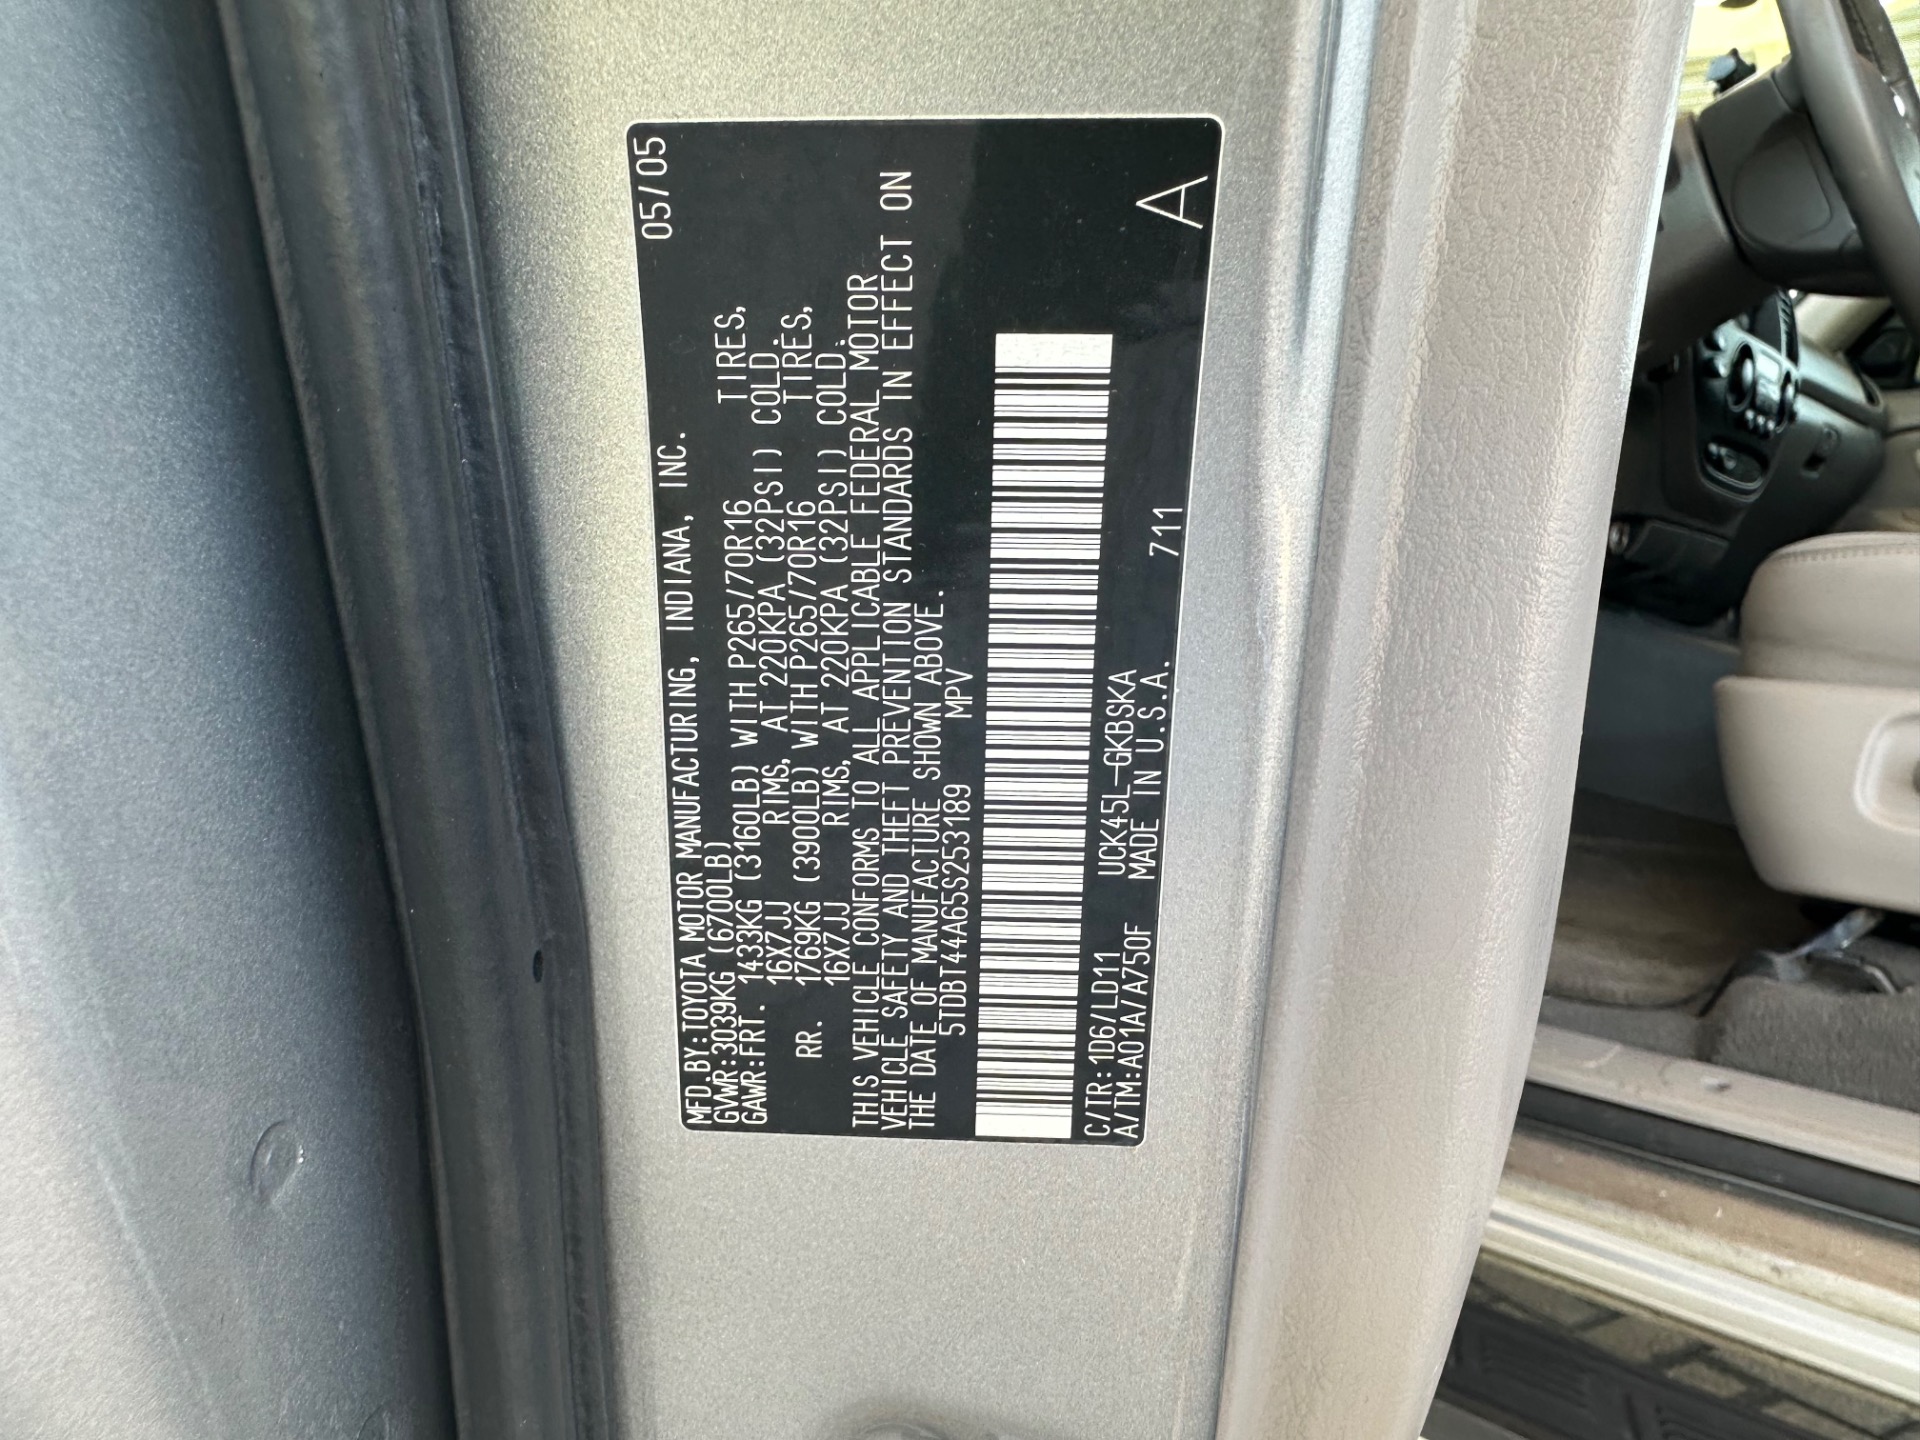 05/05
MFD.BY:TOYOTA MOTOR MANUFACTURING, INDIANA, INC.
GVWR:3039KG (6700LB)
GAWR:FRT. 1433KG (3160LB) WITH P265/70R16 TIRES,
16X7JJ RIMS, AT 220KPA (32PSI) COLD.
RR. 1769KG (3900LB) WITH P265/70R16 TIRES,
16X7JJ RIMS, AT 220KPA (32PSI) COLD.
THIS VEHICLE CONFORMS TO ALL APPLICABLE FEDERAL MOTOR
VEHICLE SAFETY AND THEFT PREVENTION STANDARDS IN EFFECT ON
THE DATE OF MANUFACTURE SHOWN ABOVE.
5TDBT44A65S253189 MPV
C/TR:1D6/LD11 UCK45L-GKBSKA
A/TM:A01A/A750F MADE IN U.S.A. 711 A